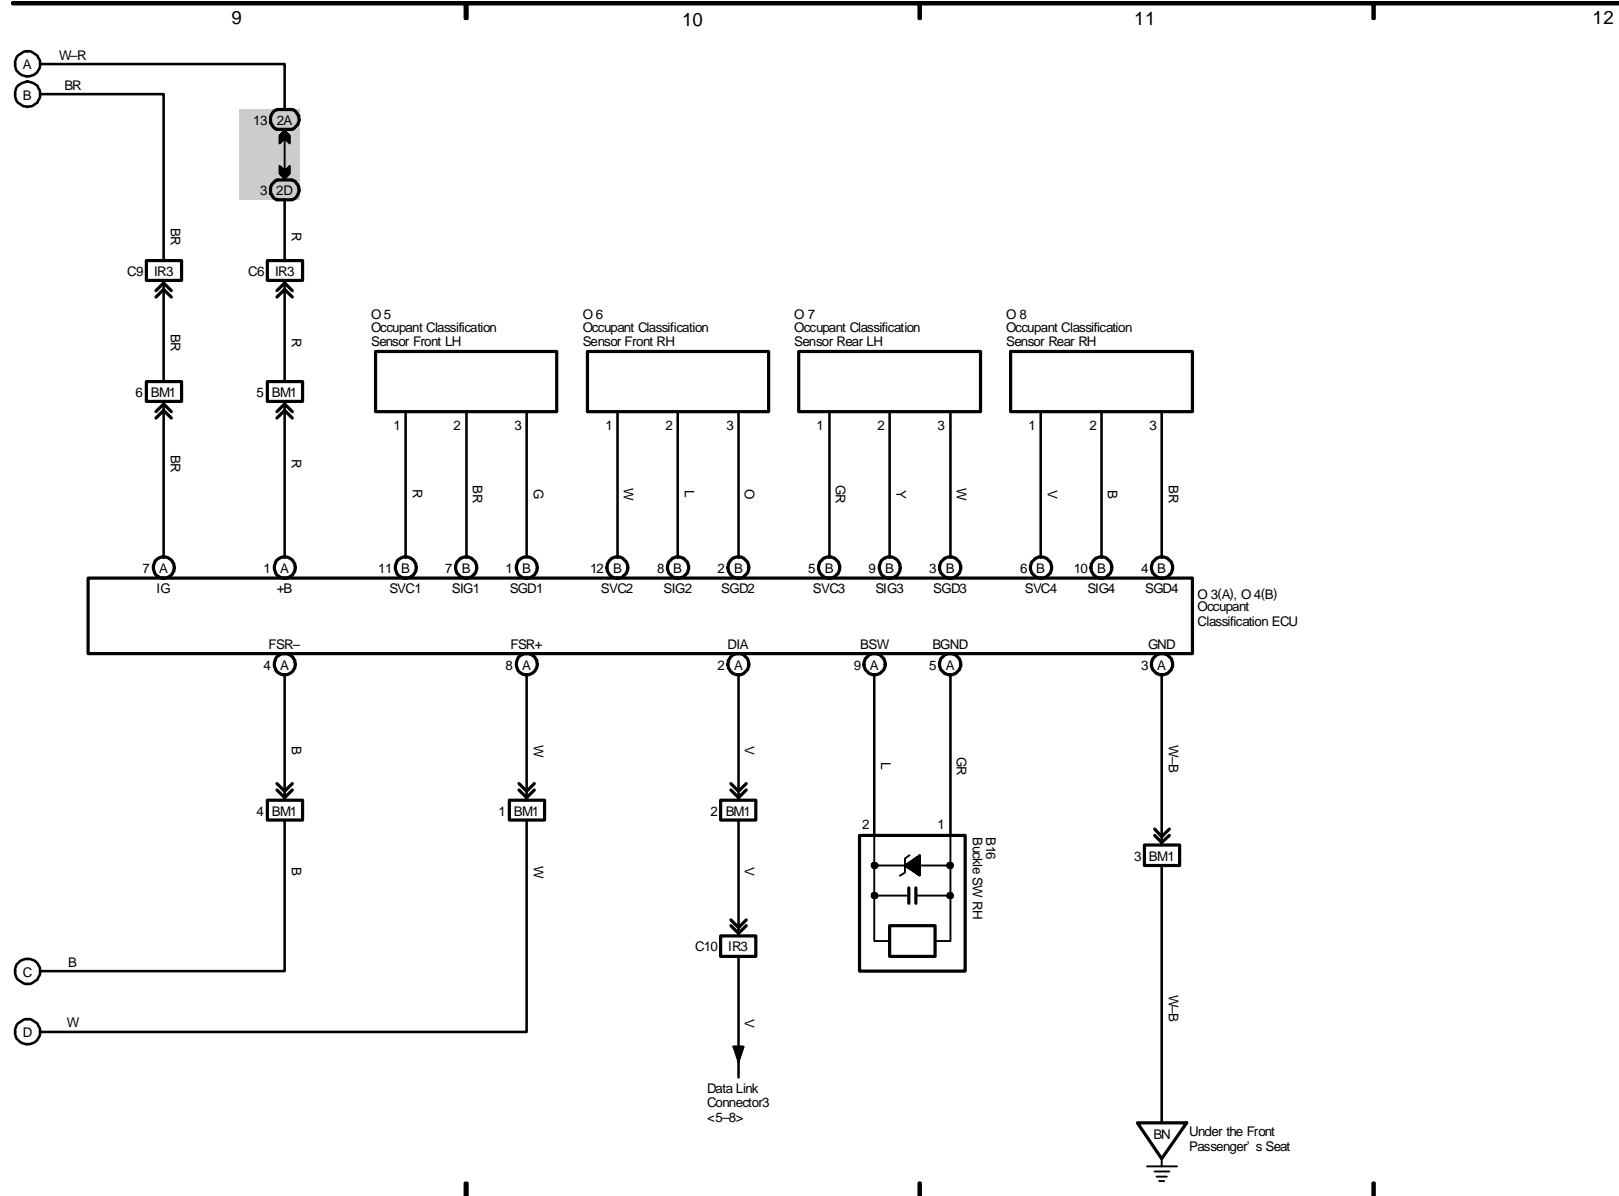 9 10 11 12
A W–R
B BR
13 2A
3 2D
BR R
C9 IR3 C6 IR3
O 5
Occupant Classification
Sensor Front LH
O 6
Occupant Classification
Sensor Front RH
O 7
Occupant Classification
Sensor Rear LH
O 8
Occupant Classification
Sensor Rear RH
BR R
6 BM1 5 BM1
1 2 3 1 2 3 1 2 3 1 2 3
BR R
R BR G W L O GR Y W V B BR
7 A 1 A 11 B 7 B 1 B 12 B 8 B 2 B 5 B 9 B 3 B 6 B 10 B 4 B
IG +B SVC1 SIG1 SGD1 SVC2 SIG2 SGD2 SVC3 SIG3 SGD3 SVC4 SIG4 SGD4
O 3(A), O 4(B)
Occupant
Classification ECU
FSR– FSR+ DIA BSW BGND GND
4 A 8 A 2 A 9 A 5 A 3 A
B W V L GR W–B
4 BM1 1 BM1 2 BM1
2 1
B16
Buckle SW RH
3 BM1
B W V
C10 IR3
C B
W–B
D W
V
Data Link
Connector3
<5–8>
BN
Under the Front
Passenger' s Seat